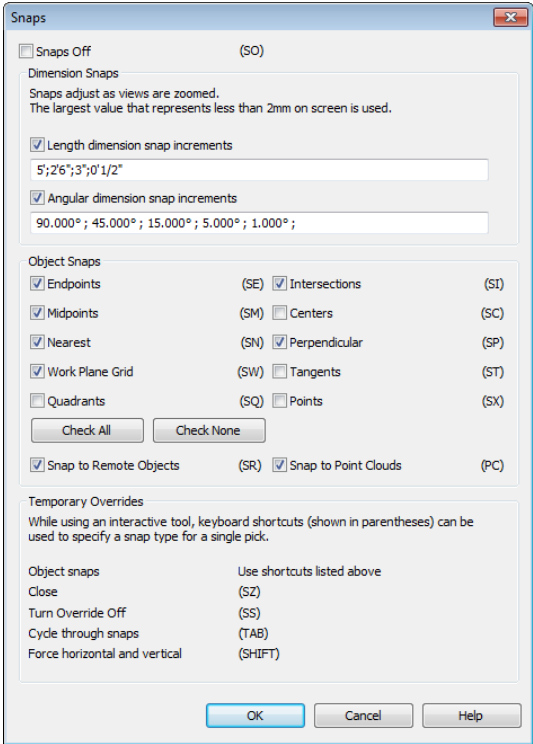 Snaps
Snaps Off (SO)
Dimension Snaps
Snaps adjust as views are zoomed.
The largest value that represents less than 2mm on screen is used.
Length dimension snap increments
5';2'6";3";0'1/2"
Angular dimension snap increments
90.000° ; 45.000° ; 15.000° ; 5.000° ; 1.000° ;
Object Snaps
Endpoints (SE) Intersections (SI)
Midpoints (SM) Centers (SC)
Nearest (SN) Perpendicular (SP)
Work Plane Grid (SW) Tangents (ST)
Quadrants (SQ) Points (SX)
Check All Check None
Snap to Remote Objects (SR) Snap to Point Clouds (PC)
Temporary Overrides
While using an interactive tool, keyboard shortcuts (shown in parentheses) can be
used to specify a snap type for a single pick.
Object snaps Use shortcuts listed above
Close (SZ)
Turn Override Off (SS)
Cycle through snaps (TAB)
Force horizontal and vertical (SHIFT)
OK Cancel Help